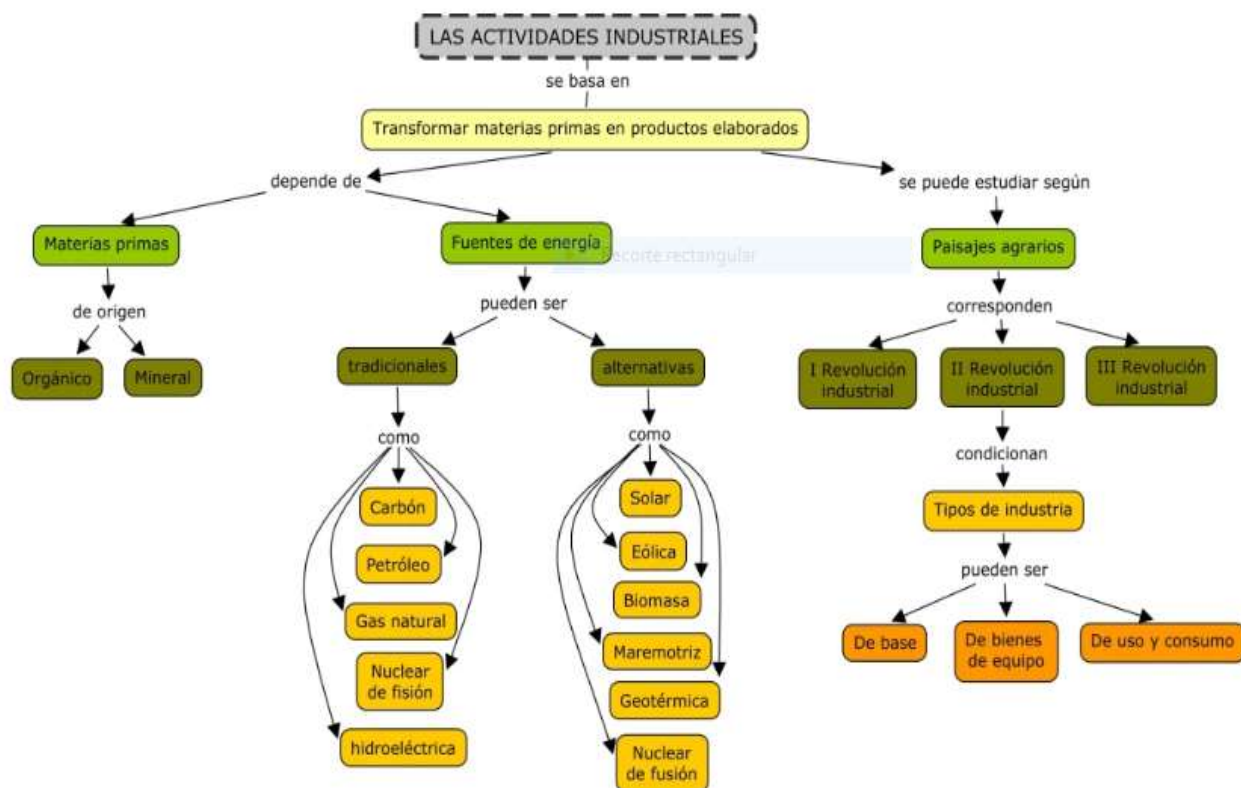 LAS ACTIVIDADES INDUSTRIALES
se basa en
Transformar materias primas en productos elaborados
depende de
se puede estudiar según
Materias primas
Fuentes de energía
Paisajes agrarios
Recorte rectangular
de origen
pueden ser
corresponden
Orgánico
Mineral
tradicionales
alternativas
I Revolución
industrial
II Revolución
industrial
III Revolución
industrial
como
como
condicionan
Carbón
Petróleo
Gas natural
Nuclear
de fisión
hidroeléctrica
Solar
Eólica
Biomasa
Maremotriz
Geotérmica
Nuclear
de fusión
Tipos de industria
pueden ser
De base
De bienes
de equipo
De uso y consumo